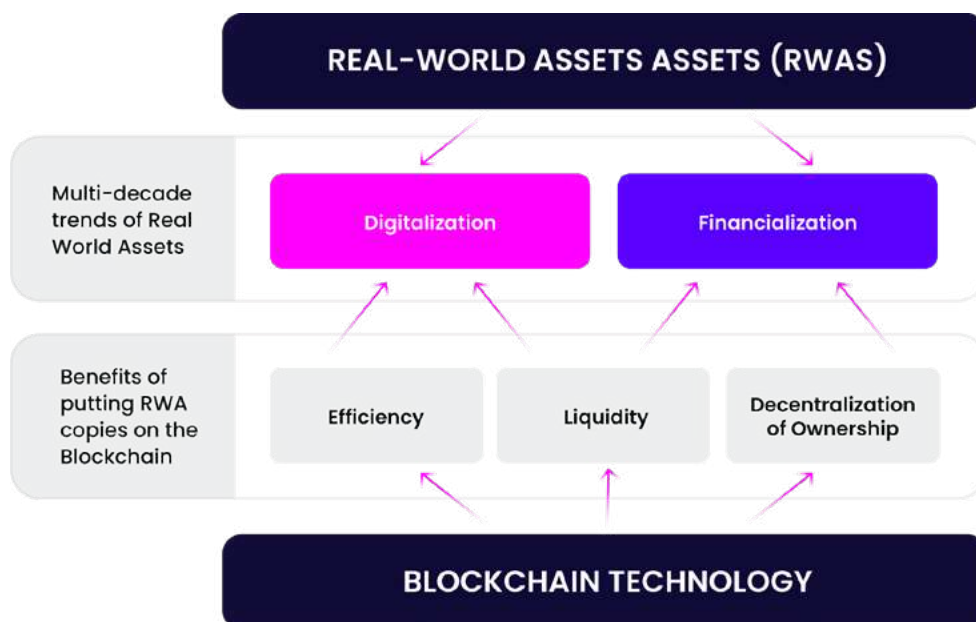 REAL-WORLD ASSETS ASSETS (RWAS)
Multi-decade
trends of Real
World Assets
Digitalization
Financialization
Benefits of
putting RWA
copies on the
Blockchain
Efficiency
Liquidity
Decentralization
of Ownership
BLOCKCHAIN TECHNOLOGY